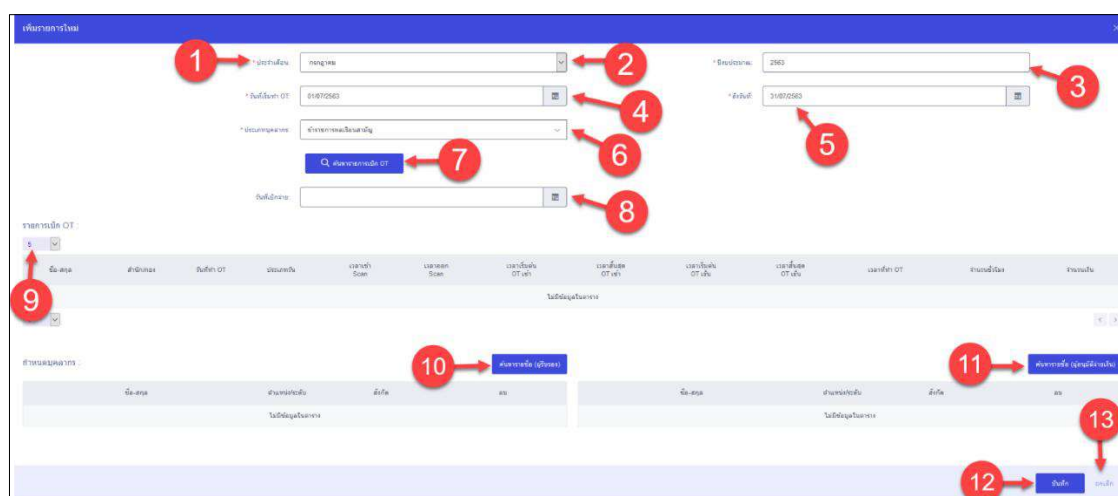 เพิ่มรายการใหม่
1 * ประจำเดือน: กรกฎาคม 2 * ปีงบประมาณ: 2563 3
* วันที่เริ่มทำ OT: 01/07/2563 4 * ถึงวันที่: 31/07/2563 5
* ประเภทบุคลากร: ข้าราชการพลเรือนสามัญ 6
ค้นหารายการเบิก OT 7
วันที่เบิกจ่าย: 8
รายการเบิก OT :
5
ชื่อ-สกุล สำนัก/กอง วันที่ทำ OT ประเภทวัน เวลาเข้า Scan เวลาออก Scan เวลาเริ่มต้น OT เช้า เวลาสิ้นสุด OT เช้า เวลาเริ่มต้น OT เย็น เวลาสิ้นสุด OT เย็น เวลาที่ทำ OT จำนวนชั่วโมง จำนวนเงิน
9 ไม่มีข้อมูลในตาราง
กำหนดบุคลากร : 10 ค้นหารายชื่อ (ผู้รับรอง) 11 ค้นหารายชื่อ (ผู้อนุมัติจ่ายเงิน)
ชื่อ-สกุล ตำแหน่ง/ระดับ สังกัด ลบ ชื่อ-สกุล ตำแหน่ง/ระดับ สังกัด ลบ
ไม่มีข้อมูลในตาราง ไม่มีข้อมูลในตาราง
13
12 บันทึก ยกเลิก